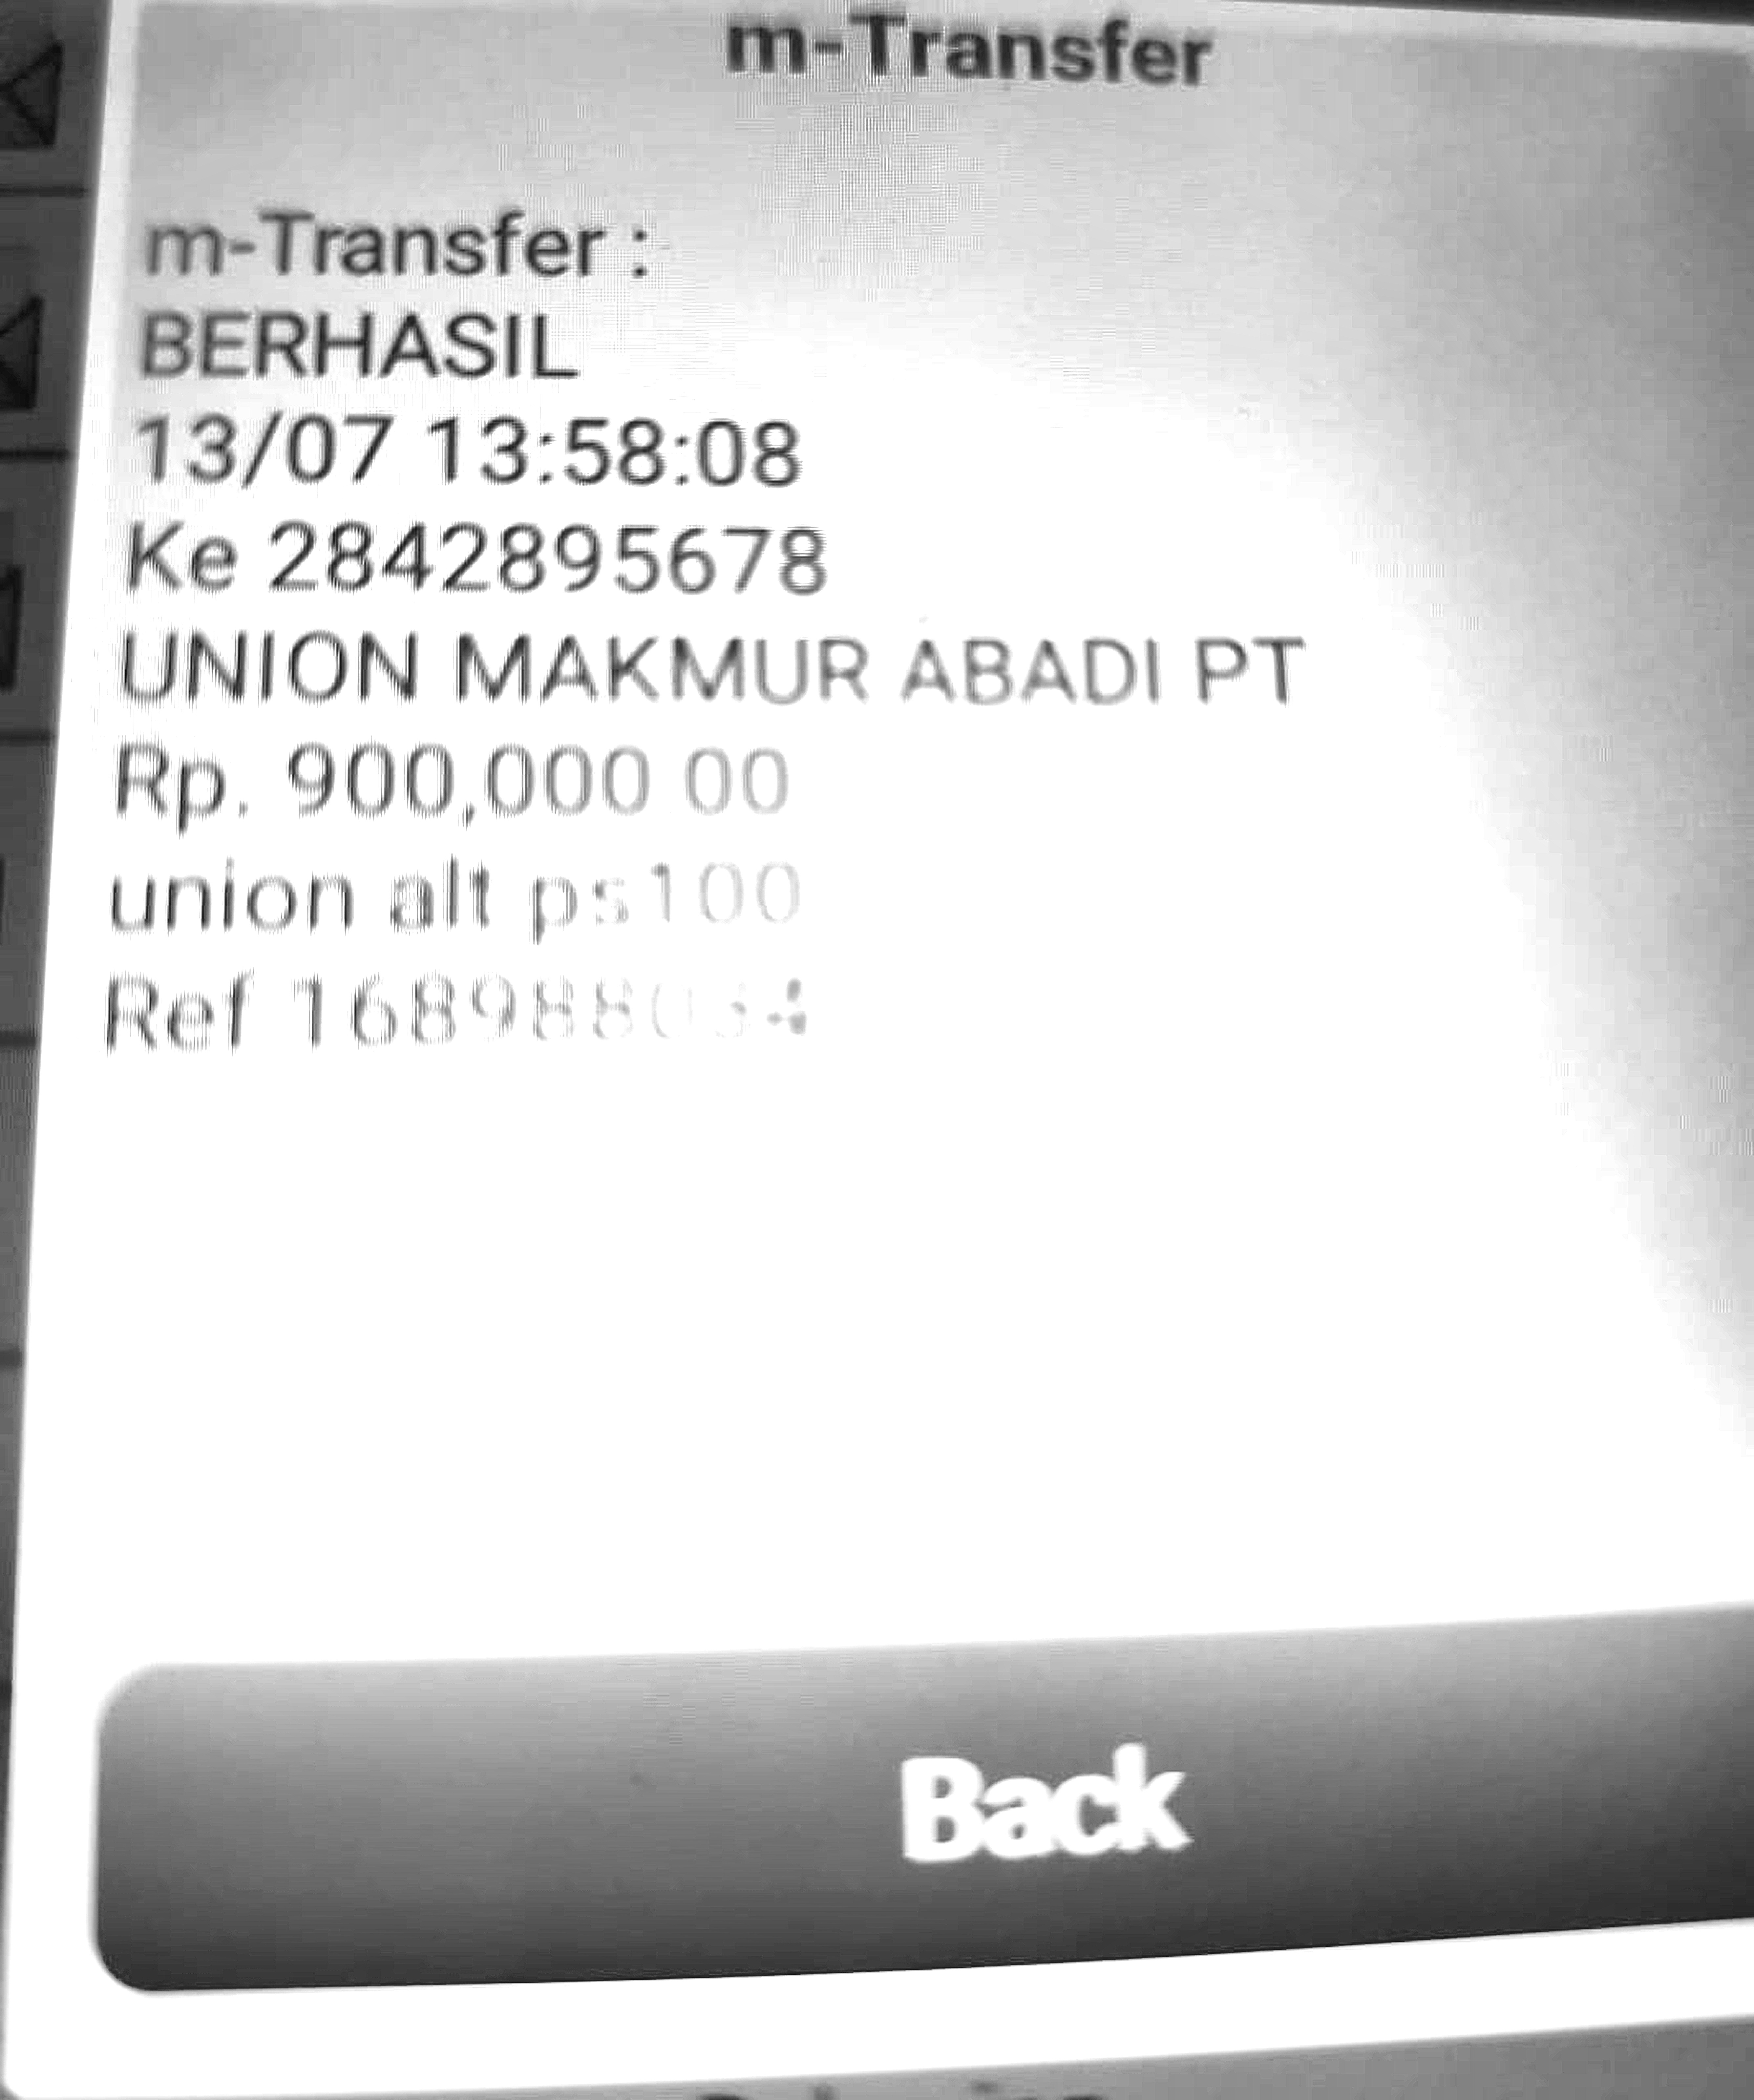 m-Transfer
m-Transfer :
BERHASIL
13/07 13:58:08
Ke 2842895678
UNION MAKMUR ABADI PT
Rp. 900,000 00
union alt ps100
Ref
Back